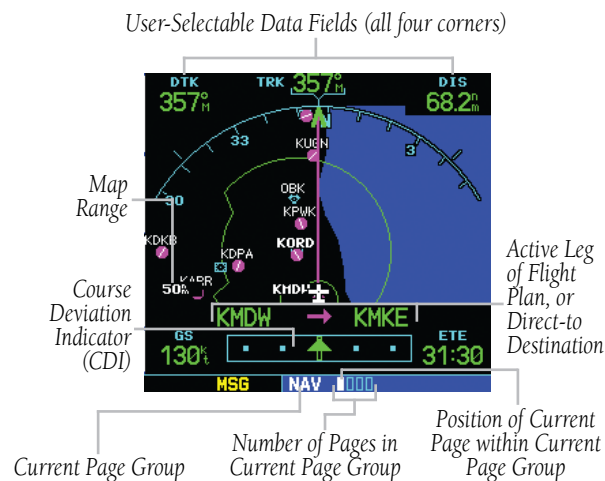 User-Selectable Data Fields (all four corners)
DTK
357°M
TRK 357°M
DIS
68.2nm
N
33
3
30
KUGN
OBK
KPWK
KORD
KDKB
KDPA
KARR
50
KMDW
Map
Range
Course
Deviation
Indicator
(CDI)
Active Leg
of Flight
Plan, or
Direct-to
Destination
KMDW → KMKE
GS
130kt
ETE
31:30
MSG
NAV
Current Page Group
Number of Pages in
Current Page Group
Position of Current
Page within Current
Page Group